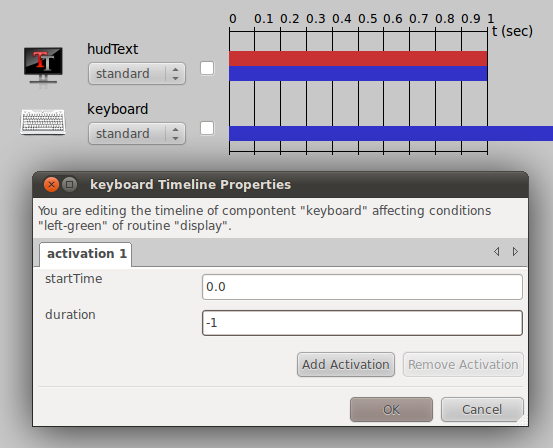 0 0.1 0.2 0.3 0.4 0.5 0.6 0.7 0.8 0.9 1
t (sec)
hudText
TT
standard
keyboard
standard
keyboard Timeline Properties
You are editing the timeline of compontent "keyboard" affecting conditions
"left-green" of routine "display".
activation 1
startTime 0.0
duration -1
Add Activation Remove Activation
OK Cancel